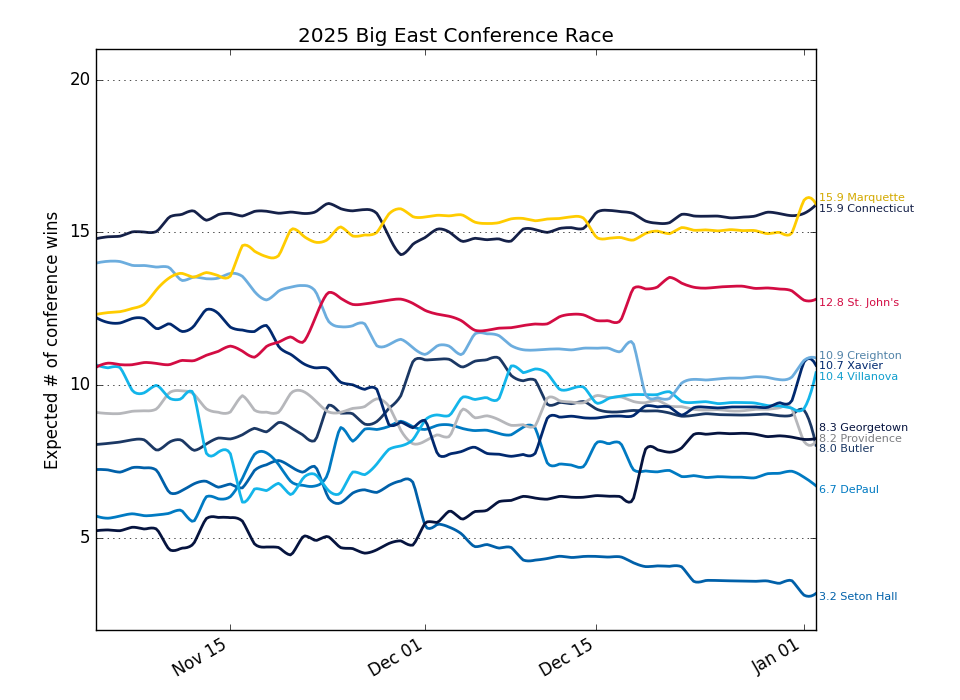 2025 Big East Conference Race
Expected # of conference wins
20
15
10
5
Nov 15
Dec 01
Dec 15
Jan 01
15.9 Marquette
15.9 Connecticut
12.8 St. John's
10.9 Creighton
10.7 Xavier
10.4 Villanova
8.3 Georgetown
8.2 Providence
8.0 Butler
6.7 DePaul
3.2 Seton Hall